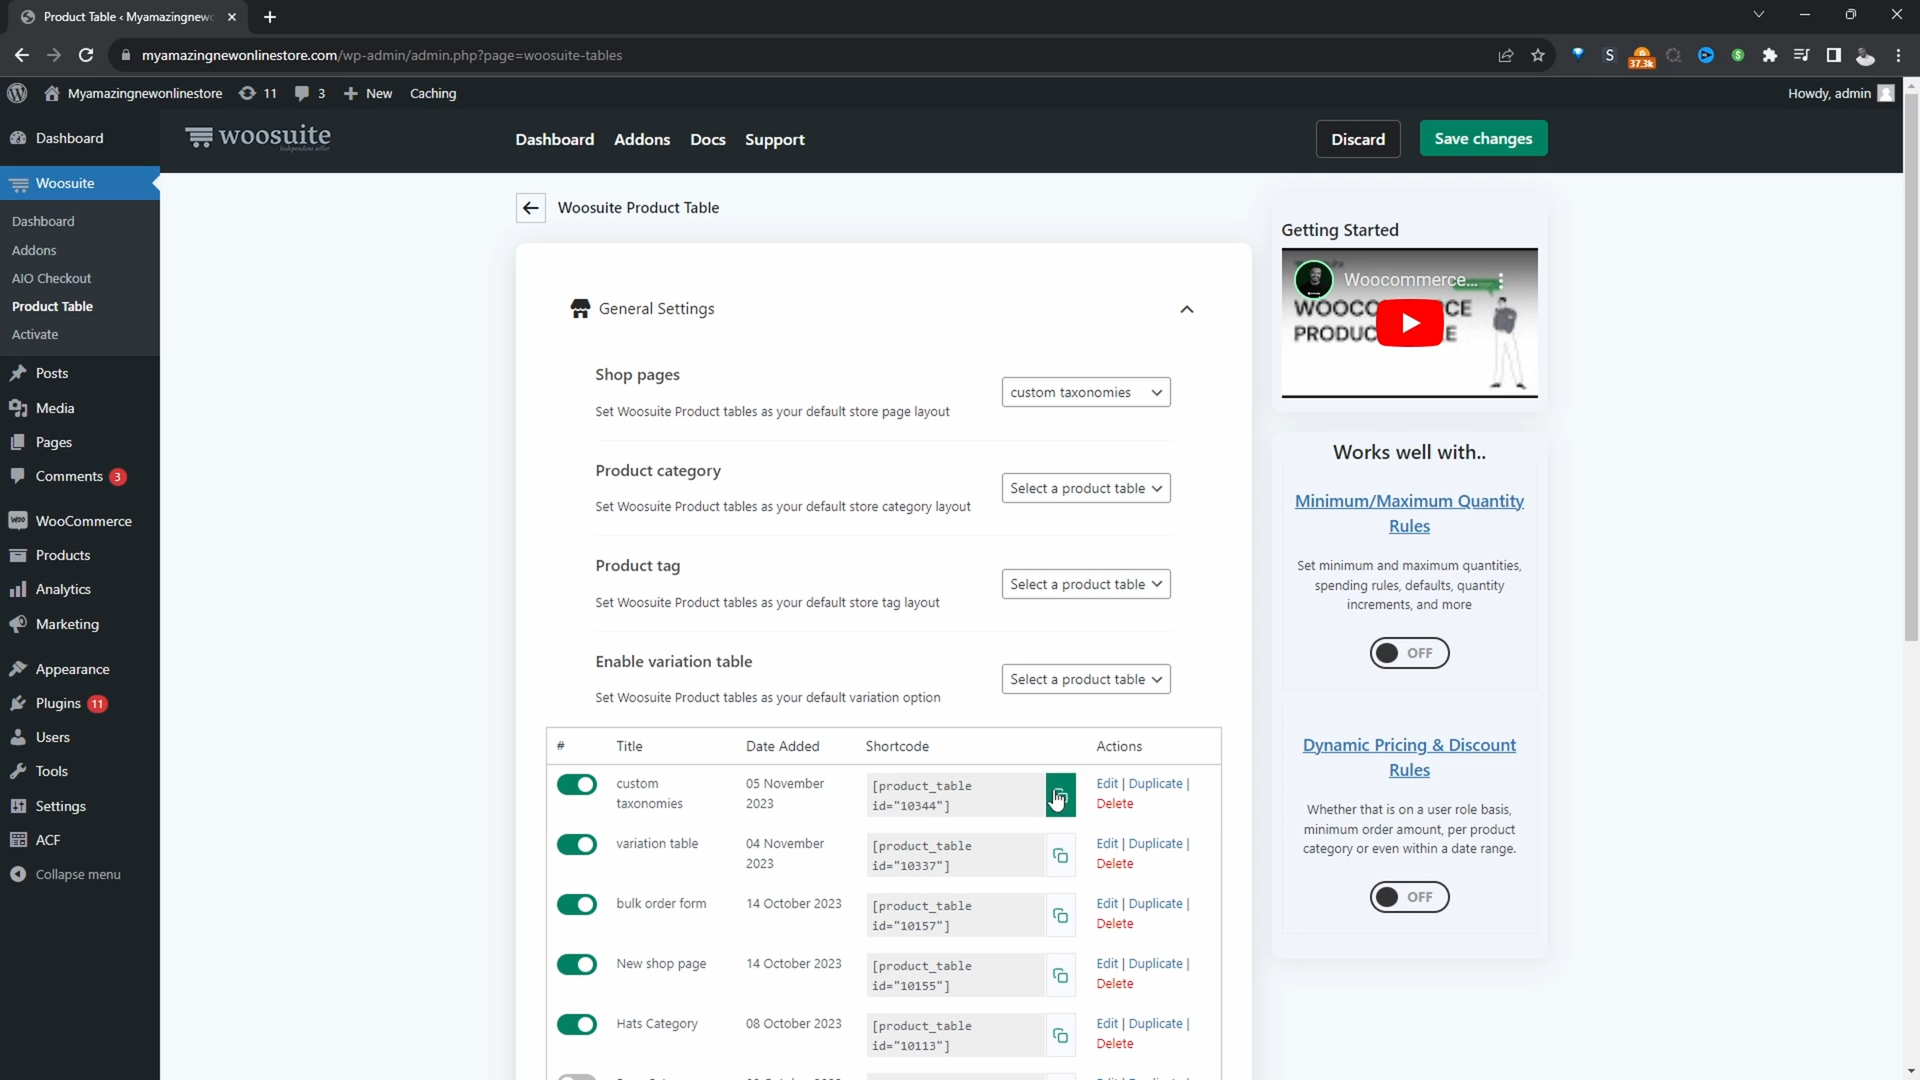 Product Table ‹ Myamazingnewo
myamazingnewonlinestore.com/wp-admin/admin.php?page=woosuite-tables
S
37.3k
Myamazingnewonlinestore 11 3 New Caching
Howdy, admin
Dashboard
Woosuite
Dashboard
Addons
AIO Checkout
Product Table
Activate
Posts
Media
Pages
Comments 3
WooCommerce
Products
Analytics
Marketing
Appearance
Plugins 11
Users
Tools
Settings
ACF
Collapse menu
woosuite
Independent seller
Dashboard Addons Docs Support
Discard
Save changes
Woosuite Product Table
General Settings
Shop pages
Set Woosuite Product tables as your default store page layout
custom taxonomies
Product category
Set Woosuite Product tables as your default store category layout
Select a product table
Product tag
Set Woosuite Product tables as your default store tag layout
Select a product table
Enable variation table
Set Woosuite Product tables as your default variation option
Select a product table
# Title Date Added Shortcode Actions
custom taxonomies 05 November 2023 [product_table id="10344"] Edit | Duplicate | Delete
variation table 04 November 2023 [product_table id="10337"] Edit | Duplicate | Delete
bulk order form 14 October 2023 [product_table id="10157"] Edit | Duplicate | Delete
New shop page 14 October 2023 [product_table id="10155"] Edit | Duplicate | Delete
Hats Category 08 October 2023 [product_table id="10113"] Edit | Duplicate | Delete
Getting Started
Woocommerce...
Works well with..
Minimum/Maximum Quantity
Rules
Set minimum and maximum quantities,
spending rules, defaults, quantity
increments, and more
OFF
Dynamic Pricing & Discount
Rules
Whether that is on a user role basis,
minimum order amount, per product
category or even within a date range.
OFF